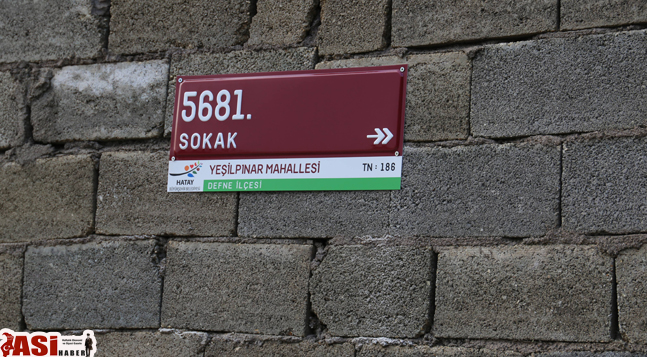 5681.
SOKAK
YEŞİLPINAR MAHALLESİ TN : 186
HATAY
DEFNE İLÇESİ
ASİ
HABER